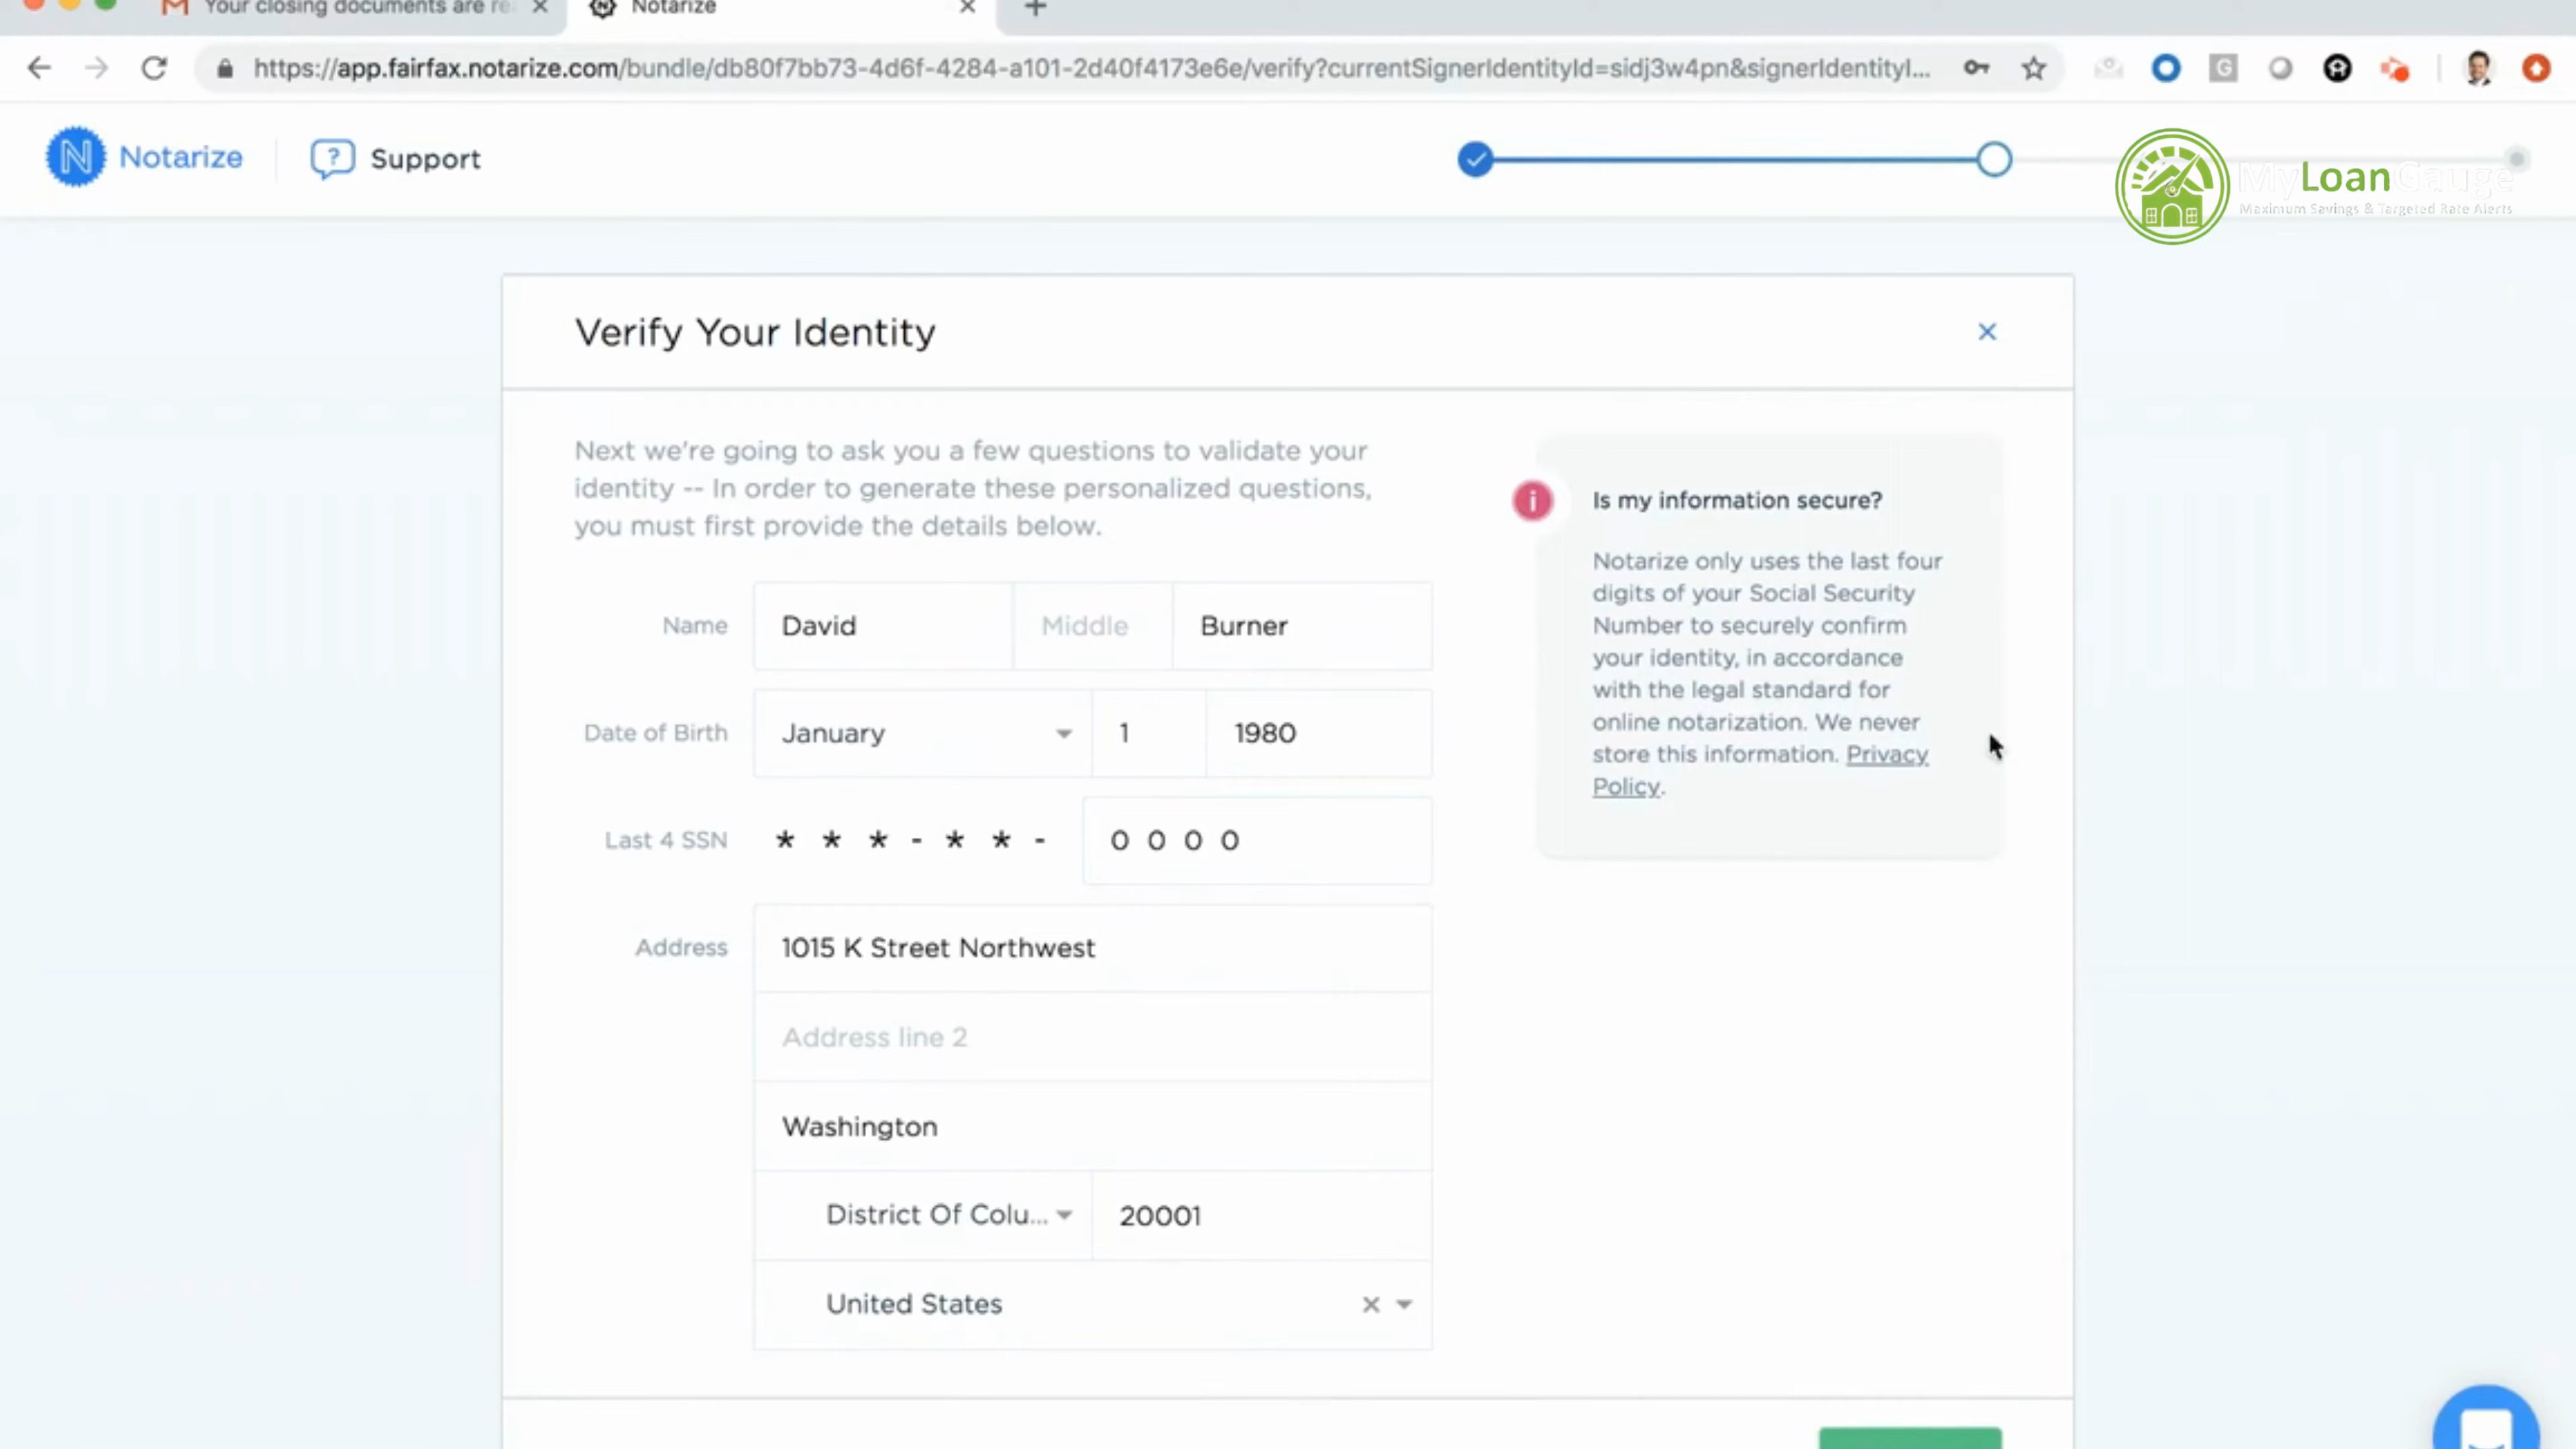 Your closing documents are re
Notarize
https://app.fairfax.notarize.com/bundle/db80f7bb73-4d6f-4284-a101-2d40f4173e6e/verify?currentSignerIdentityId=sidj3w4pn&signerIdentityI...
G
N Notarize
? Support
MyLoanGauge
Maximum Savings & Targeted Rate Alerts
Verify Your Identity
Next we're going to ask you a few questions to validate your
identity -- In order to generate these personalized questions,
you must first provide the details below.
Name David Middle Burner
Date of Birth January 1 1980
Last 4 SSN * * * - * * - 0 0 0 0
Address 1015 K Street Northwest
Address line 2
Washington
District Of Colu... 20001
United States
i Is my information secure?
Notarize only uses the last four
digits of your Social Security
Number to securely confirm
your identity, in accordance
with the legal standard for
online notarization. We never
store this information. Privacy
Policy.